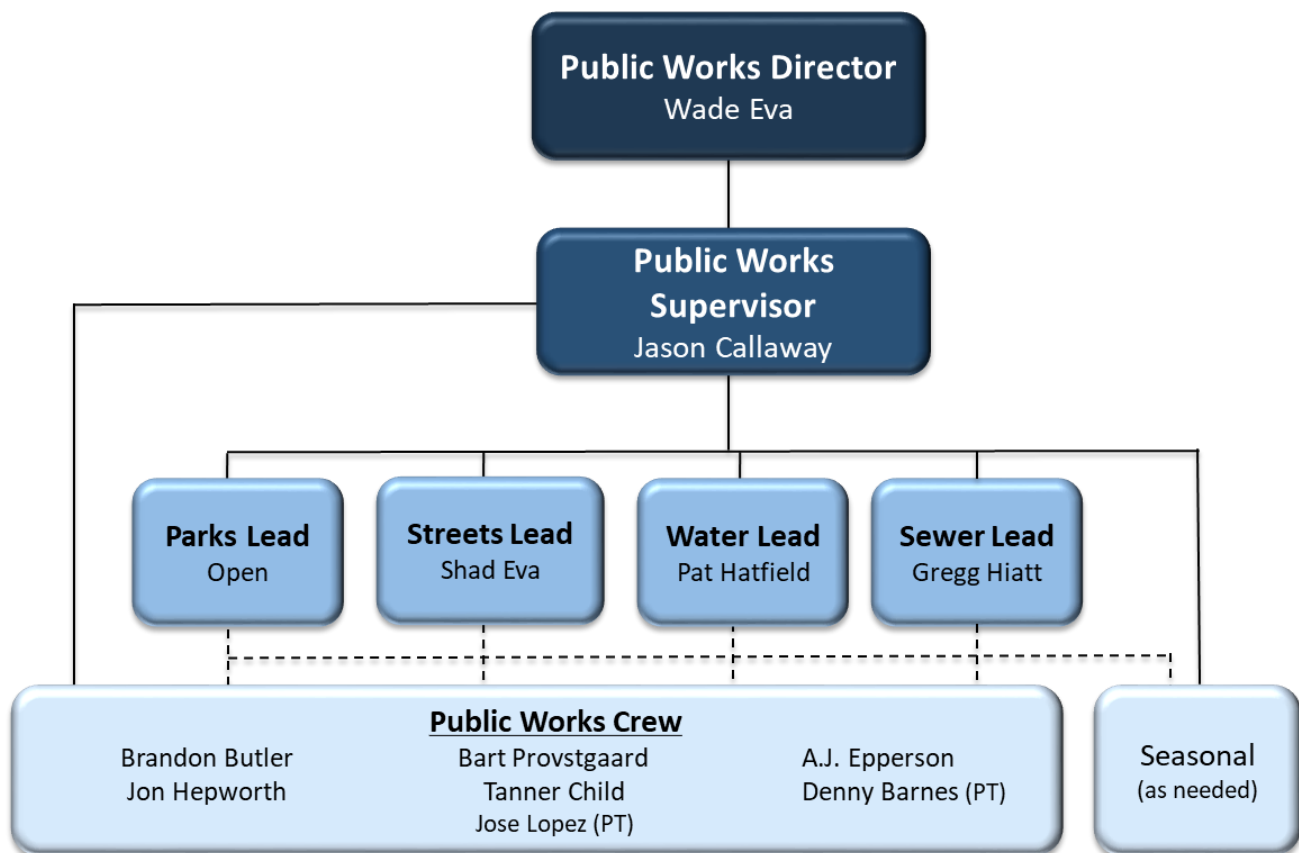 Public Works Director
Wade Eva
Public Works
Supervisor
Jason Callaway
Parks Lead
Open
Streets Lead
Shad Eva
Water Lead
Pat Hatfield
Sewer Lead
Gregg Hiatt
Public Works Crew
Brandon Butler
Jon Hepworth
Bart Provstgaard
Tanner Child
Jose Lopez (PT)
A.J. Epperson
Denny Barnes (PT)
Seasonal
(as needed)